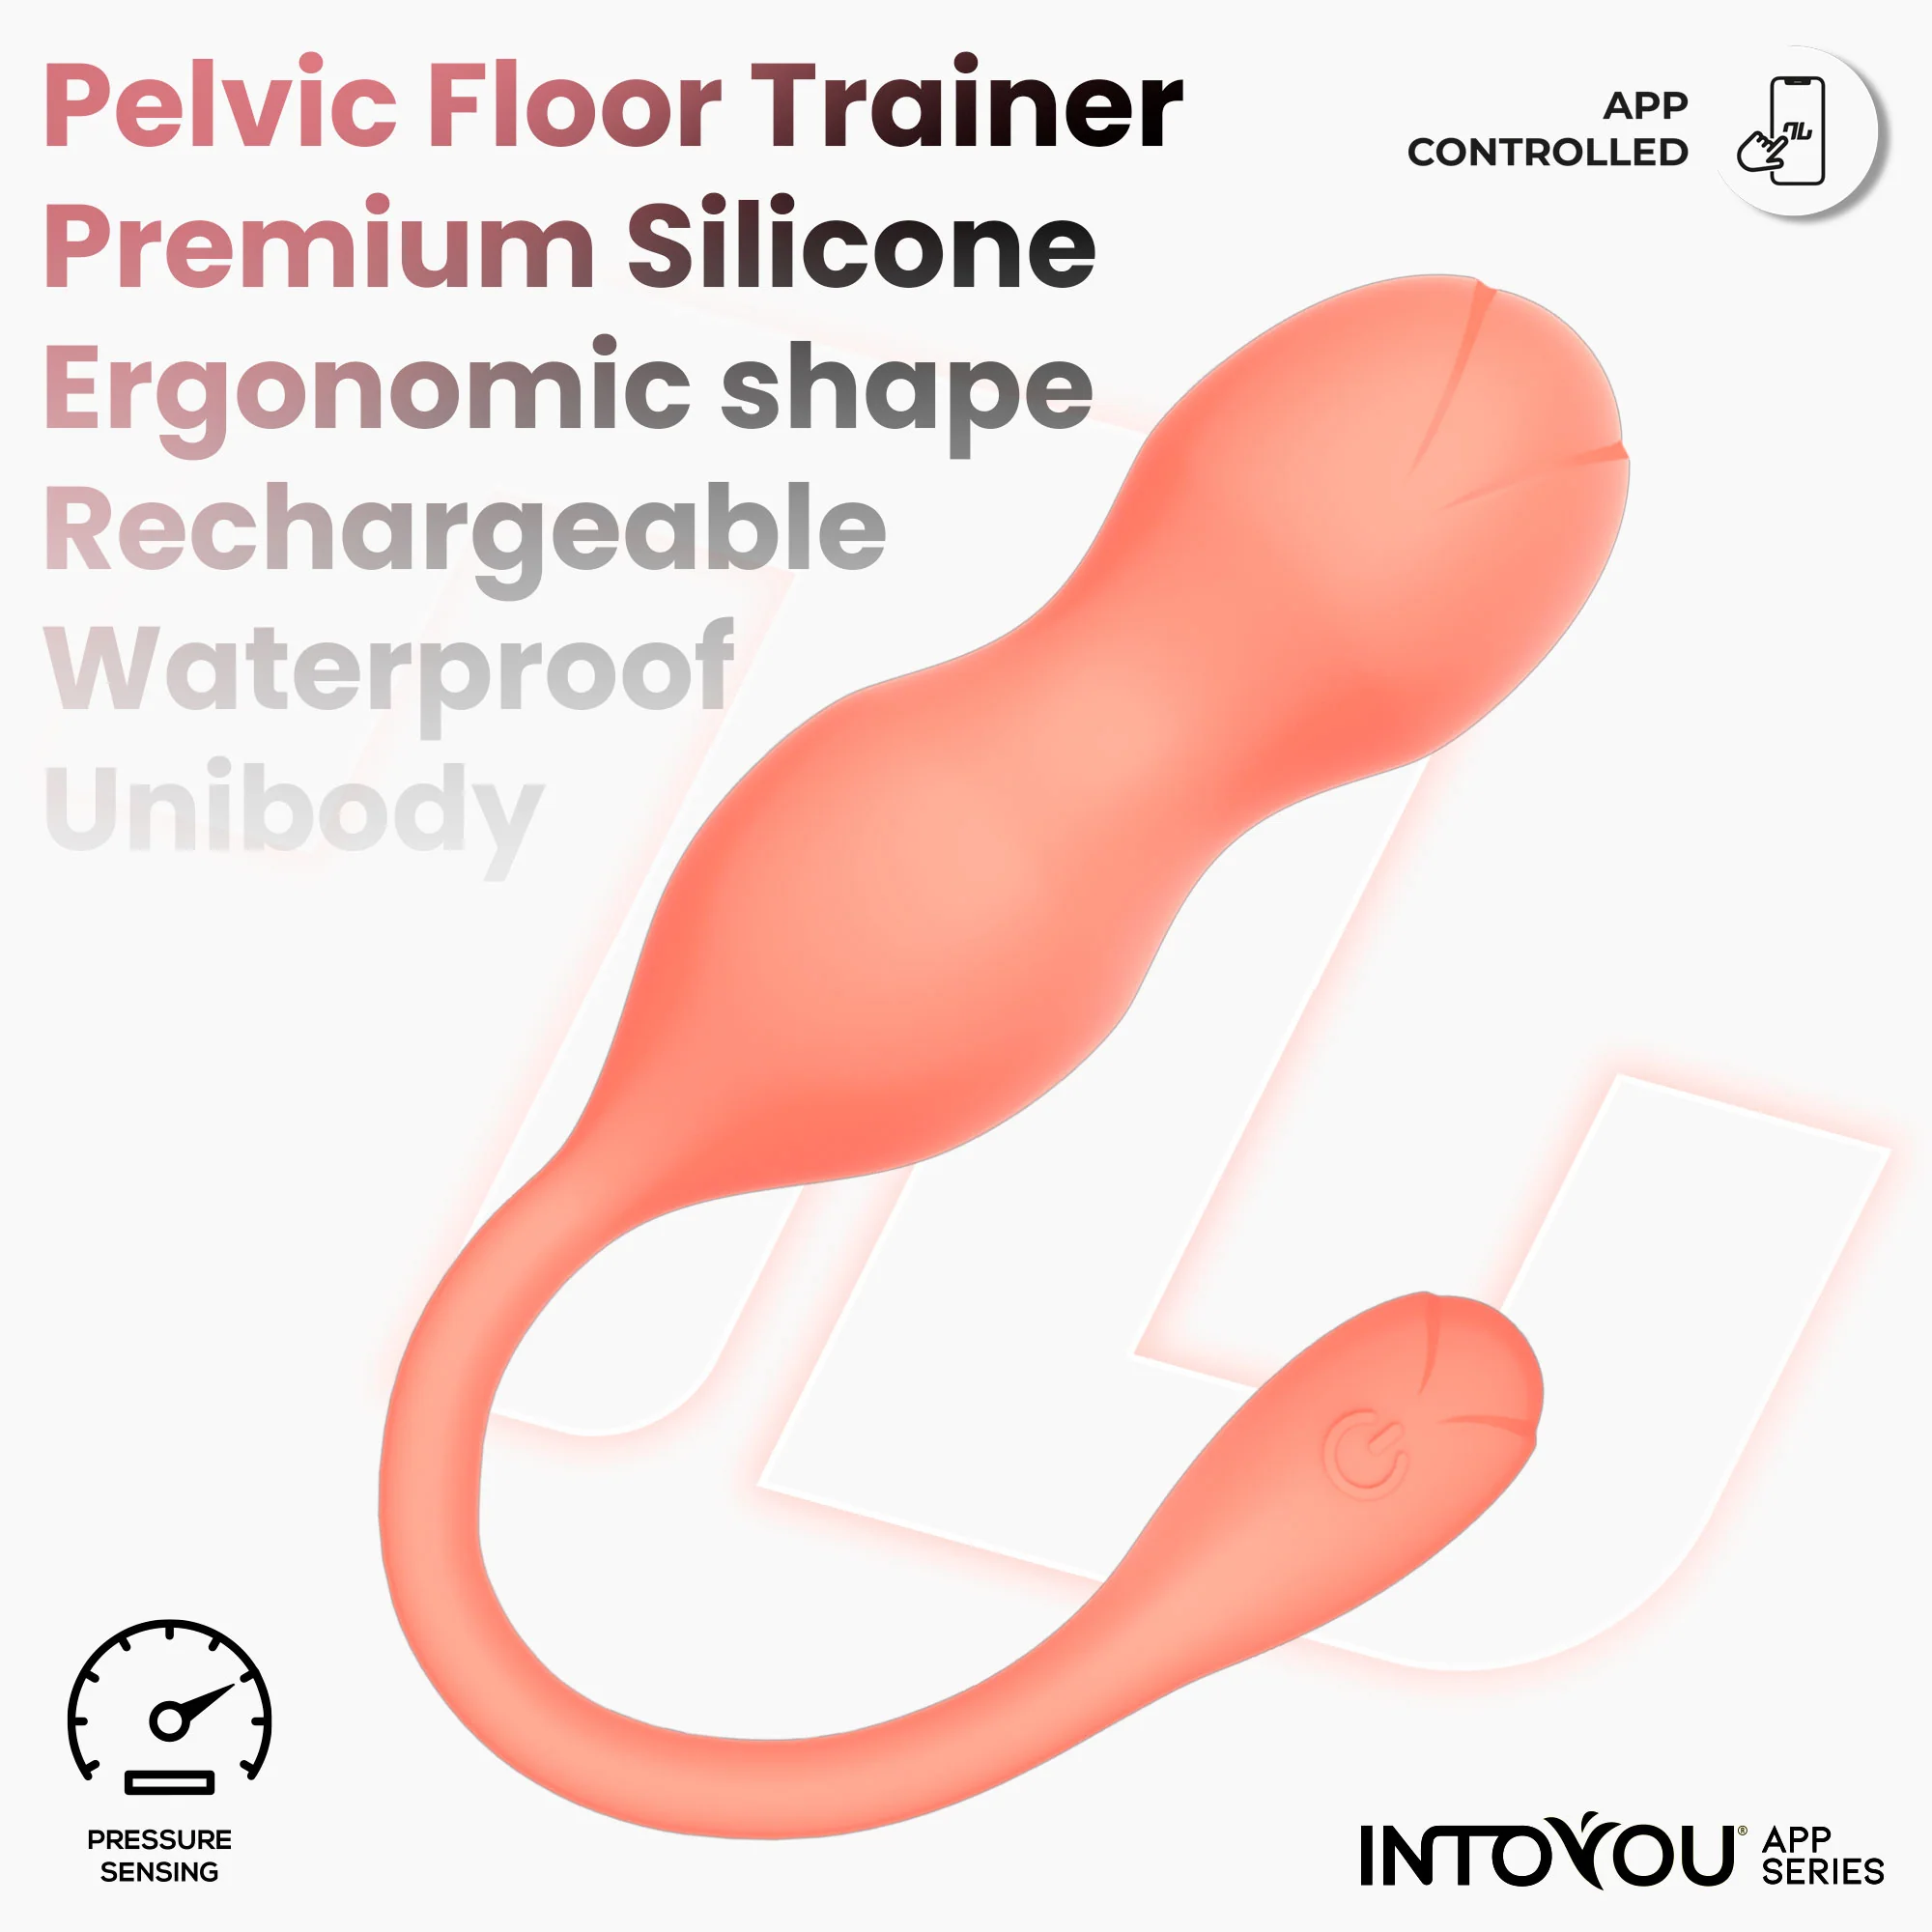 Pelvic Floor Trainer
Premium Silicone
Ergonomic shape
Rechargeable
Waterproof
Unibody
APP
CONTROLLED
PRESSURE
SENSING
INTOYOU® APP
SERIES